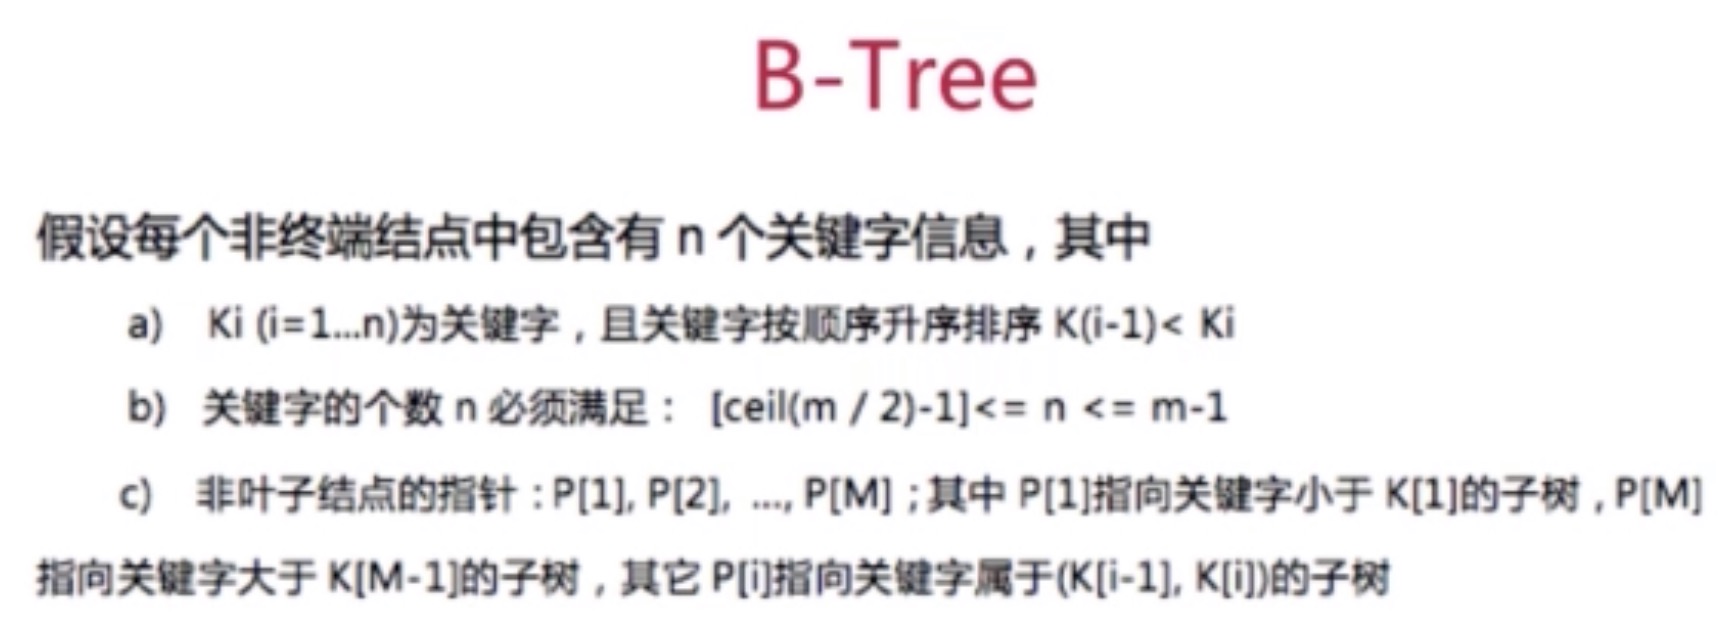 B-Tree
假设每个非终端结点中包含有 n 个关键字信息，其中
a) Ki (i=1...n)为关键字，且关键字按顺序升序排序 K(i-1)< Ki
b) 关键字的个数 n 必须满足： [ceil(m / 2)-1]<= n <= m-1
c) 非叶子结点的指针：P[1], P[2], ..., P[M]；其中 P[1]指向关键字小于 K[1]的子树，P[M]
指向关键字大于 K[M-1]的子树，其它 P[i]指向关键字属于(K[i-1], K[i])的子树